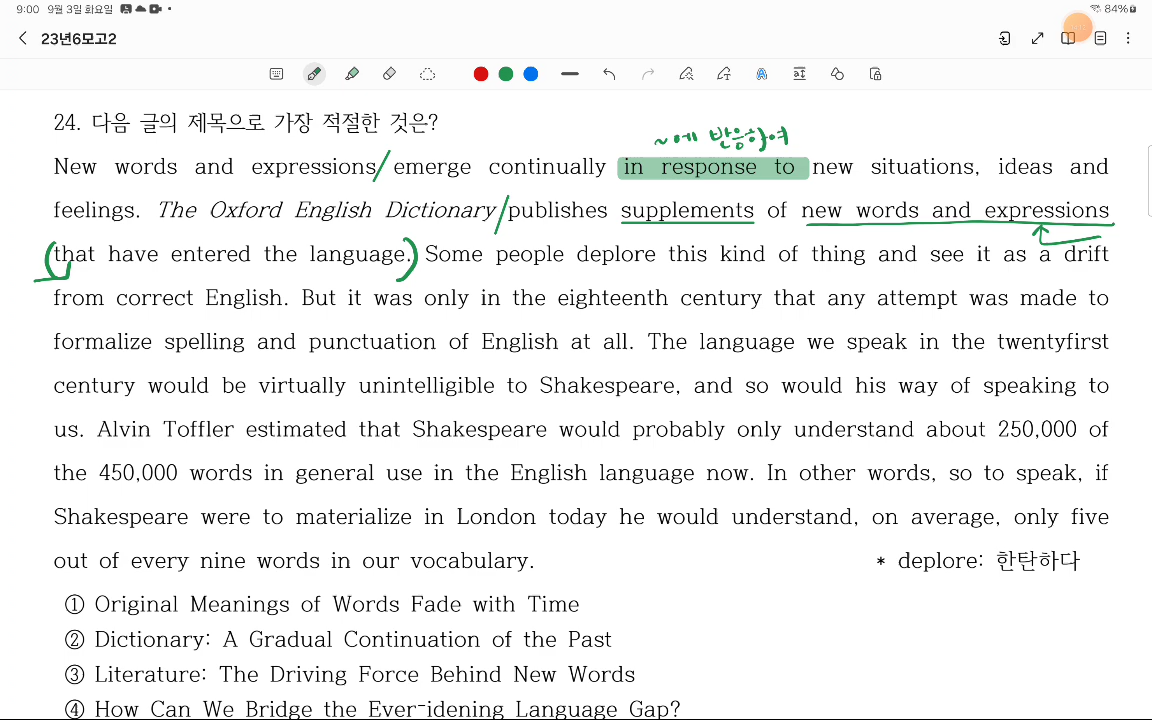 9:00 9월 3일 화요일
84%
23년6모고2
24. 다음 글의 제목으로 가장 적절한 것은?
~에 반응하여
New words and expressions/emerge continually in response to new situations, ideas and
feelings. The Oxford English Dictionary/publishes supplements of new words and expressions
(that have entered the language.) Some people deplore this kind of thing and see it as a drift
from correct English. But it was only in the eighteenth century that any attempt was made to
formalize spelling and punctuation of English at all. The language we speak in the twentyfirst
century would be virtually unintelligible to Shakespeare, and so would his way of speaking to
us. Alvin Toffler estimated that Shakespeare would probably only understand about 250,000 of
the 450,000 words in general use in the English language now. In other words, so to speak, if
Shakespeare were to materialize in London today he would understand, on average, only five
out of every nine words in our vocabulary. * deplore: 한탄하다
① Original Meanings of Words Fade with Time
② Dictionary: A Gradual Continuation of the Past
③ Literature: The Driving Force Behind New Words
④ How Can We Bridge the Ever-idening Language Gap?